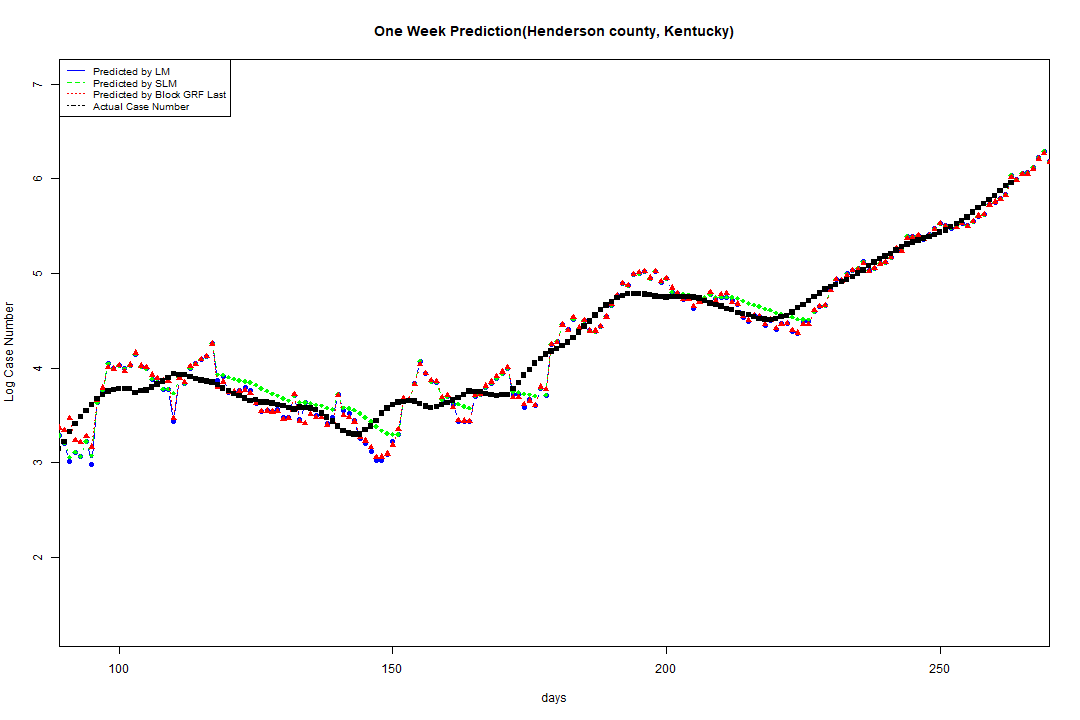 One Week Prediction(Henderson county, Kentucky)
Predicted by LM
Predicted by SLM
Predicted by Block GRF Last
Actual Case Number
7
6
5
4
3
2
Log Case Number
100 150 200 250
days